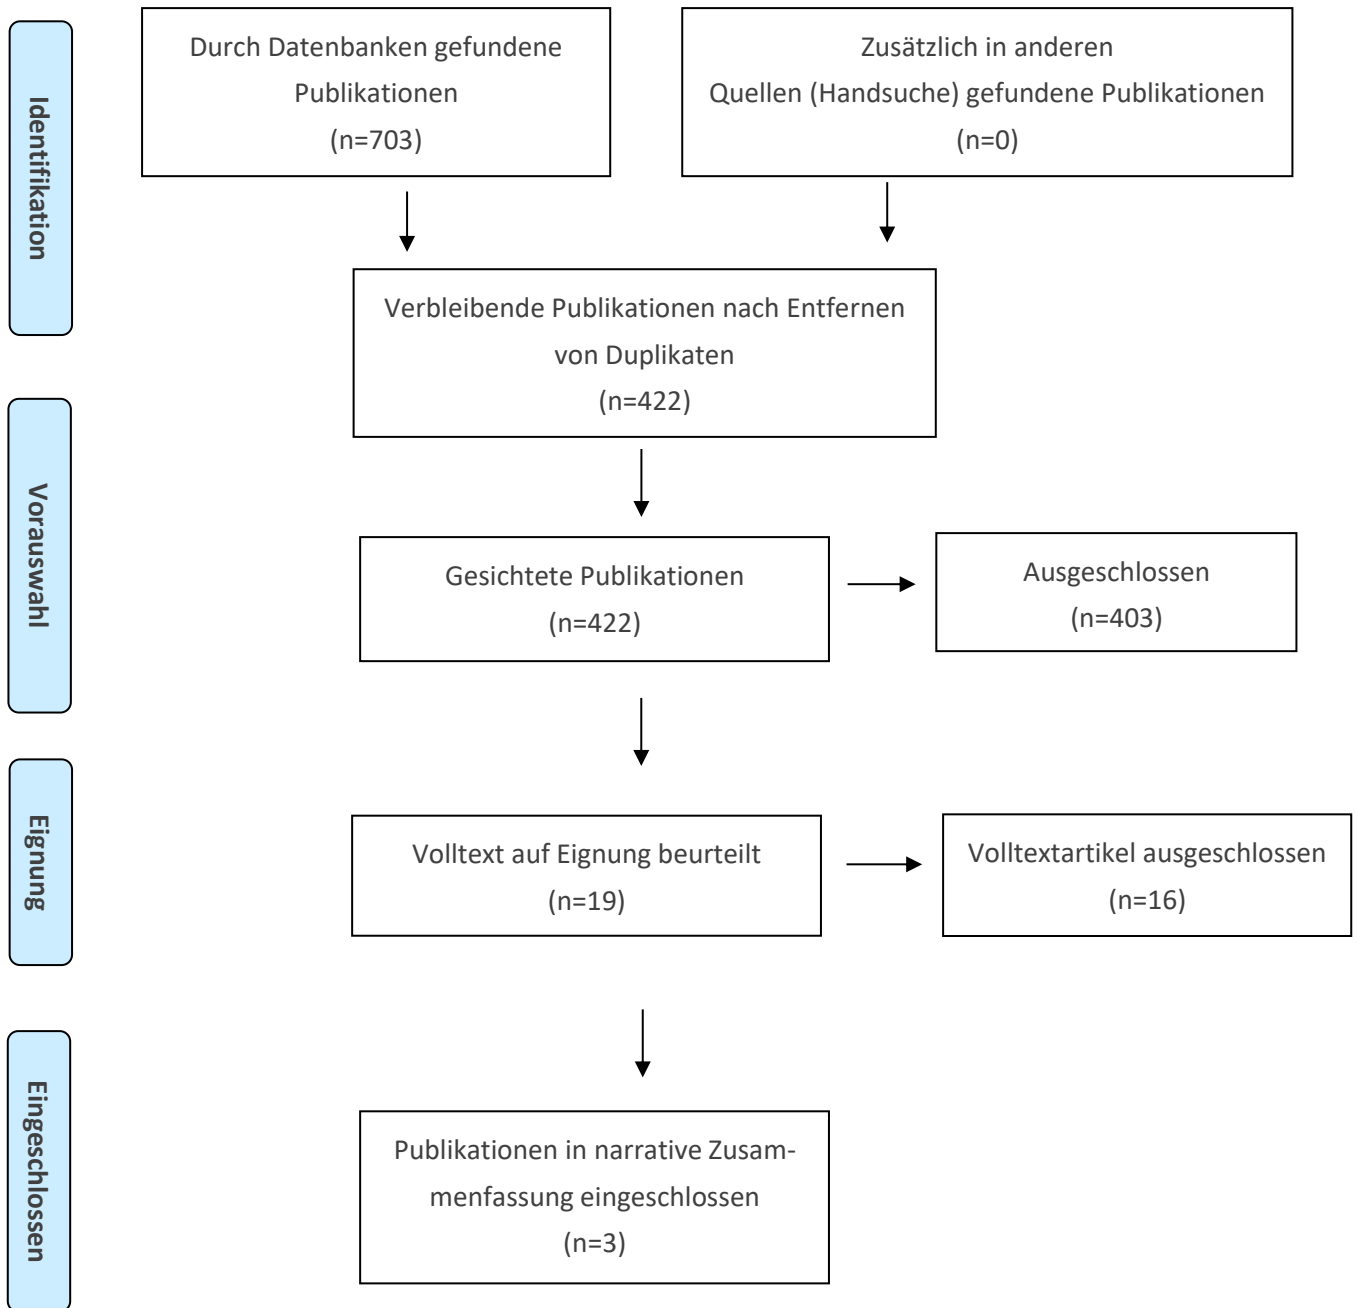 Identifikation
Durch Datenbanken gefundene
Publikationen
(n=703)
Zusätzlich in anderen
Quellen (Handsuche) gefundene Publikationen
(n=0)
Verbleibende Publikationen nach Entfernen
von Duplikaten
(n=422)
Vorauswahl
Gesichtete Publikationen
(n=422)
Ausgeschlossen
(n=403)
Eignung
Volltext auf Eignung beurteilt
(n=19)
Volltextartikel ausgeschlossen
(n=16)
Eingeschlossen
Publikationen in narrative Zusam-
menfassung eingeschlossen
(n=3)